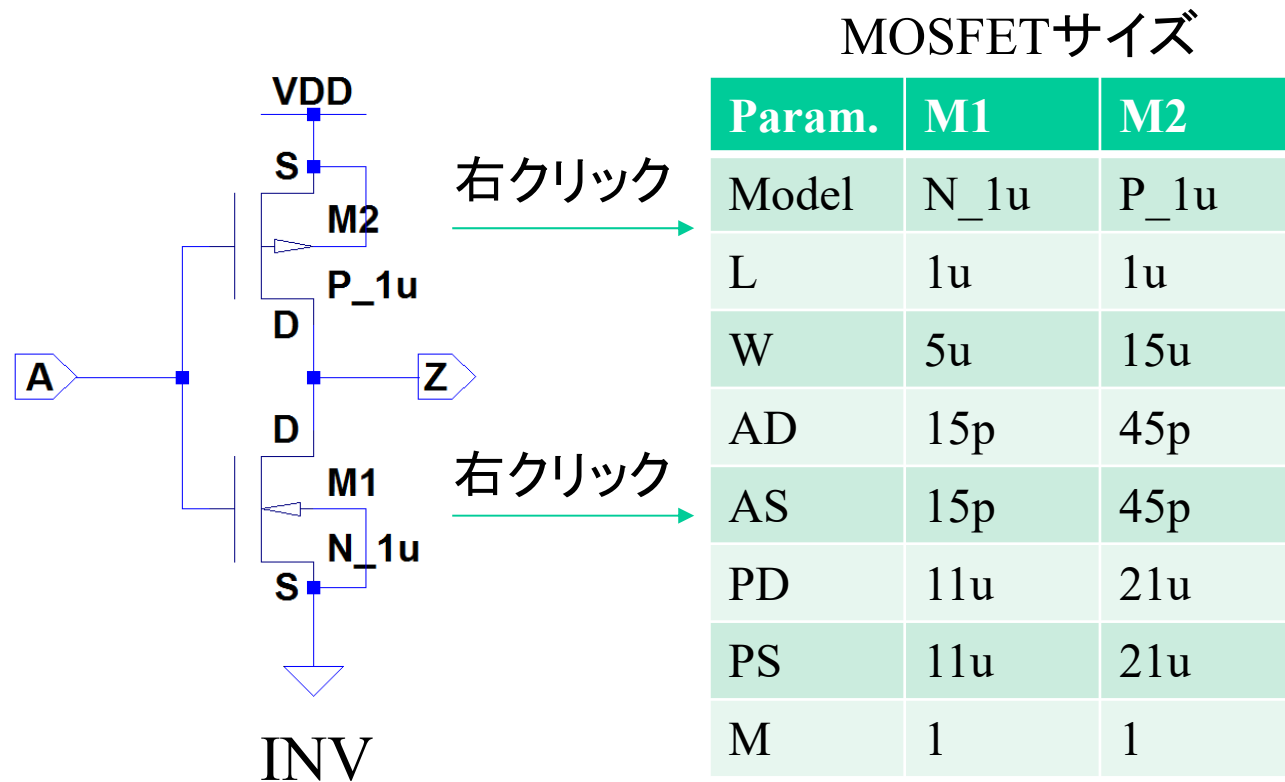 MOSFETサイズ
VDD
S
M2
P_1u
D
A
Z
D
M1
N_1u
S
INV
右クリック
右クリック
Param. M1 M2
Model N_1u P_1u
L 1u 1u
W 5u 15u
AD 15p 45p
AS 15p 45p
PD 11u 21u
PS 11u 21u
M 1 1